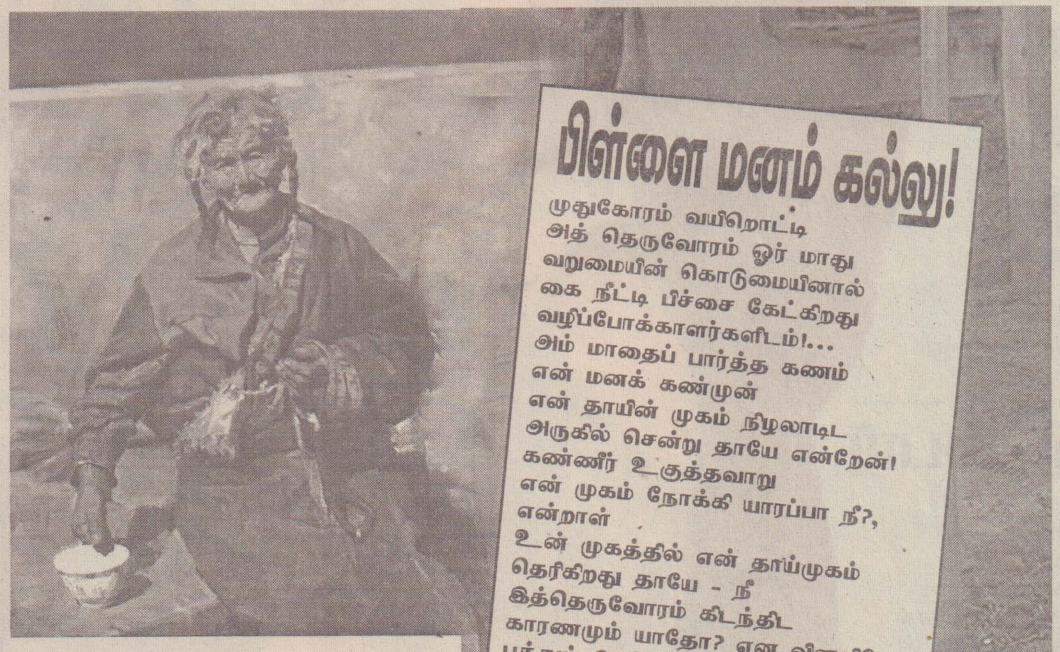 பிள்ளை மனம் கல்லு!
முதுகோரம் வயிறொட்டி
அத் தெருவோரம் ஓர் மாது
வறுமையின் கொடுமையினால்
கை நீட்டி பிச்சை கேட்கிறது
வழிப்போக்காளர்களிடம்!...
அம் மாதைப் பார்த்த கணம்
என் மனக் கண்முன்
என் தாயின் முகம் நிழலாடிட
அருகில் சென்று தாயே என்றேன்!
கண்ணீர் உகுத்தவாறு
என் முகம் நோக்கி யாரப்பா நீ?,
என்றாள்
உன் முகத்தில் என் தாய்முகம்
தெரிகிறது தாயே - நீ
இத்தெருவோரம் கிடந்திட
காரணமும் யாதோ? என